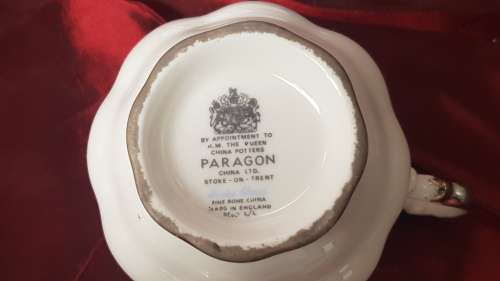 BY APPOINTMENT TO
H.M. THE QUEEN
CHINA POTTERS
PARAGON
CHINA LTD.
STOKE-ON-TRENT
FINE BONE CHINA
MADE IN ENGLAND